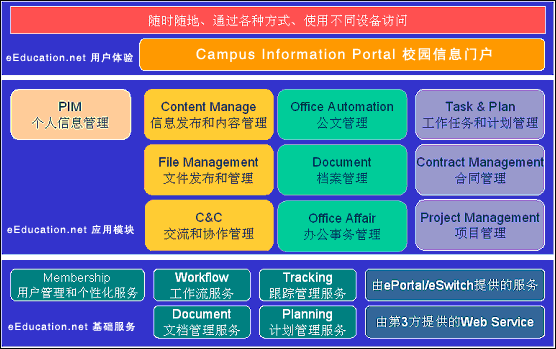 随时随地、通过各种方式、使用不同设备访问
eEducation.net 用户体验
Campus Information Portal 校园信息门户
PIM
个人信息管理
Content Manage
信息发布和内容管理
Office Automation
公文管理
Task & Plan
工作任务和计划管理
File Management
文件发布和管理
Document
档案管理
Contract Management
合同管理
eEducation.net 应用模块
C&C
交流和协作管理
Office Affair
办公事务管理
Project Management
项目管理
Membership
用户管理和个性化服务
Workflow
工作流服务
Tracking
跟踪管理服务
由ePortal/eSwitch提供的服务
eEducation.net 基础服务
Document
文档管理服务
Planning
计划管理服务
由第3方提供的Web Service